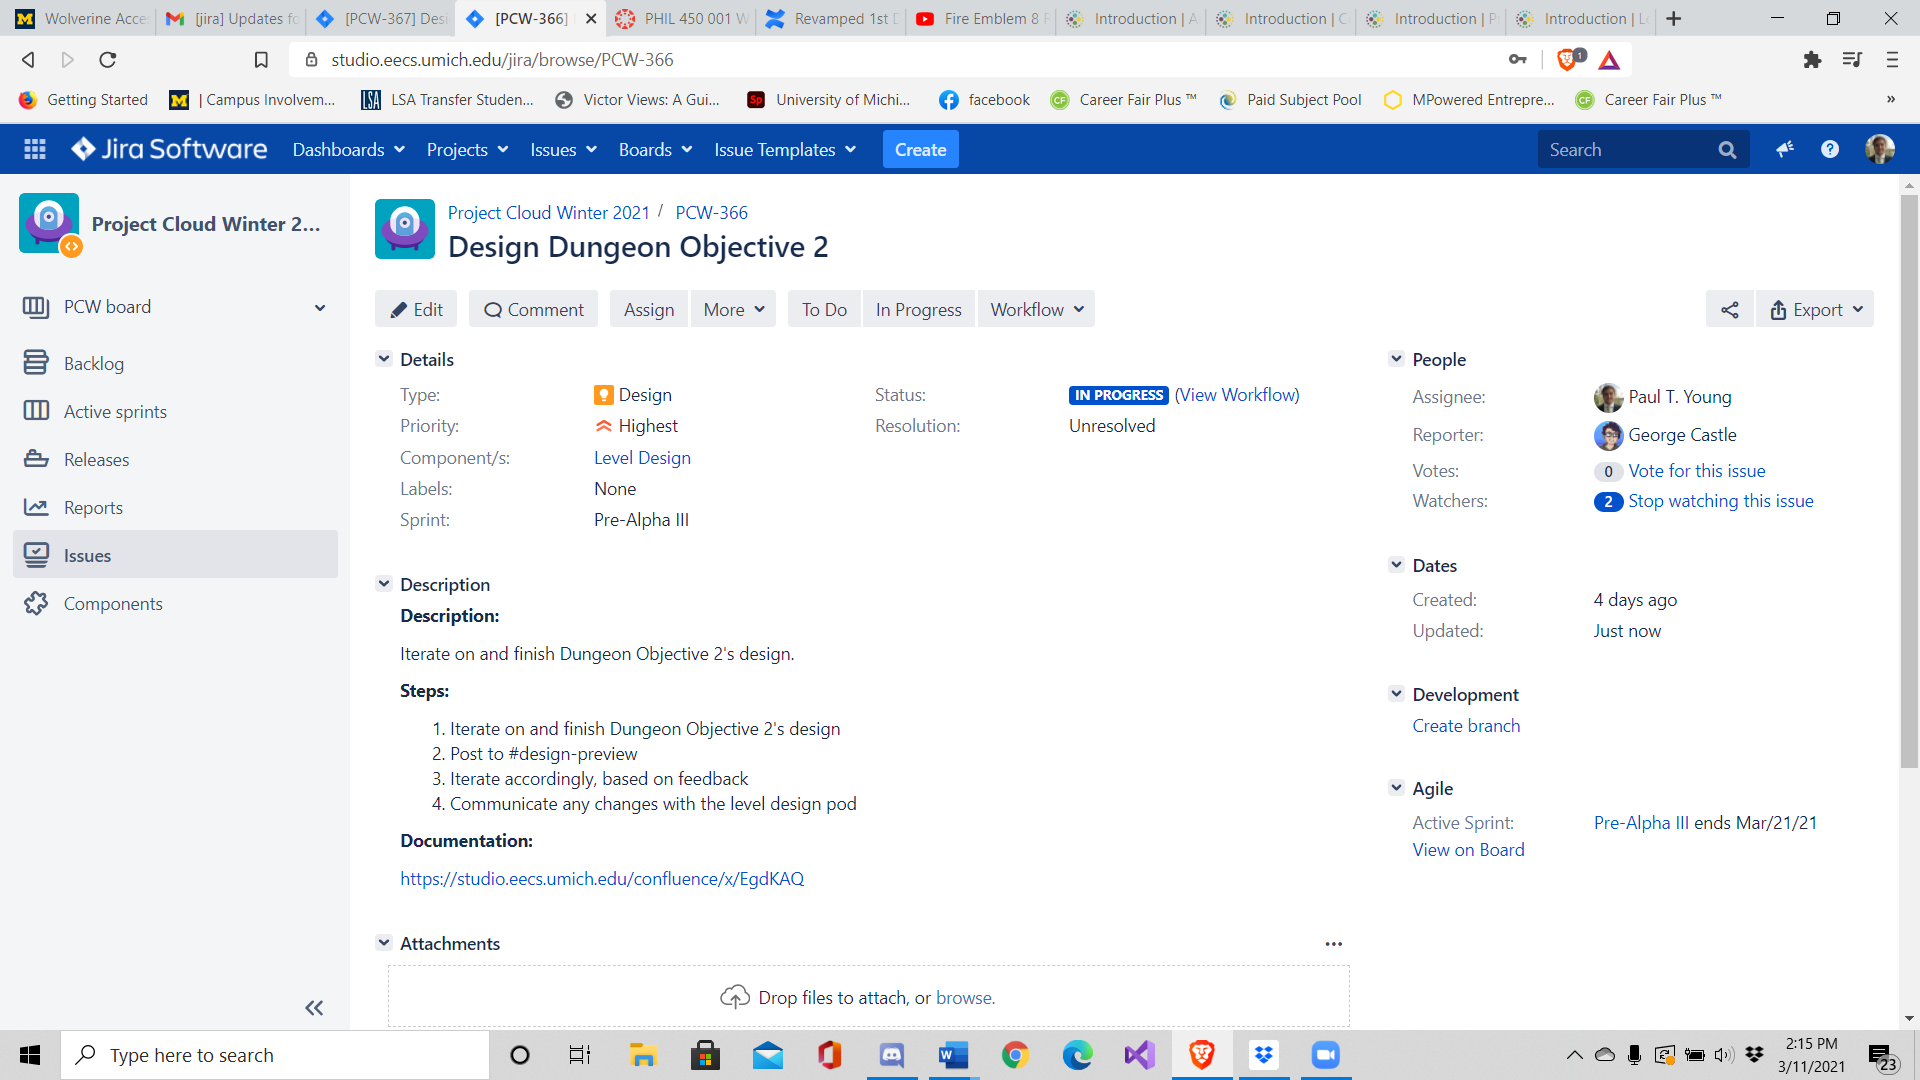 Wolverine Acce
[jira] Updates fo
[PCW-367] Desi
[PCW-366]
PHIL 450 001 W
Revamped 1st D
Fire Emblem 8 R
Introduction | A
Introduction | C
Introduction | P
Introduction | Lo
studio.eecs.umich.edu/jira/browse/PCW-366
1
Getting Started
| Campus Involvem...
LSA Transfer Studen...
Victor Views: A Gui...
University of Michi...
facebook
Career Fair Plus ™
Paid Subject Pool
MPowered Entrepre...
Career Fair Plus ™
»
Jira Software
Dashboards
Projects
Issues
Boards
Issue Templates
Create
Search
Project Cloud Winter 2...
PCW board
Backlog
Active sprints
Releases
Reports
Issues
Components
Project Cloud Winter 2021 / PCW-366
Design Dungeon Objective 2
Edit
Comment
Assign
More
To Do
In Progress
Workflow
Export
Details
Type: Design
Status: IN PROGRESS (View Workflow)
Priority: Highest
Resolution: Unresolved
Component/s: Level Design
Labels: None
Sprint: Pre-Alpha III
Description
Description:
Iterate on and finish Dungeon Objective 2's design.
Steps:
1. Iterate on and finish Dungeon Objective 2's design
2. Post to #design-preview
3. Iterate accordingly, based on feedback
4. Communicate any changes with the level design pod
Documentation:
https://studio.eecs.umich.edu/confluence/x/EgdKAQ
Attachments
Drop files to attach, or browse.
People
Assignee: Paul T. Young
Reporter: George Castle
Votes: 0 Vote for this issue
Watchers: 2 Stop watching this issue
Dates
Created: 4 days ago
Updated: Just now
Development
Create branch
Agile
Active Sprint: Pre-Alpha III ends Mar/21/21
View on Board
Type here to search
2:15 PM
3/11/2021
23